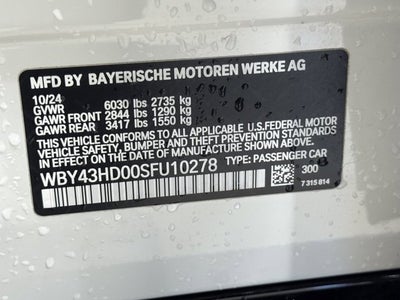 MFD BY BAYERISCHE MOTOREN WERKE AG
10/24
GVWR 6030 lbs 2735 kg
GAWR FRONT 2844 lbs 1290 kg
GAWR REAR 3417 lbs 1550 kg
THIS VEHICLE CONFORMS TO ALL APPLICABLE U.S. FEDERAL MOTOR
VEHICLE SAFETY, BUMPER AND THEFT PREVENTION STANDARDS
IN EFFECT ON THE DATE OF MANUFACTURE SHOWN ABOVE.
WBY43HD00SFU10278 TYPE: PASSENGER CAR
300
7 315 814